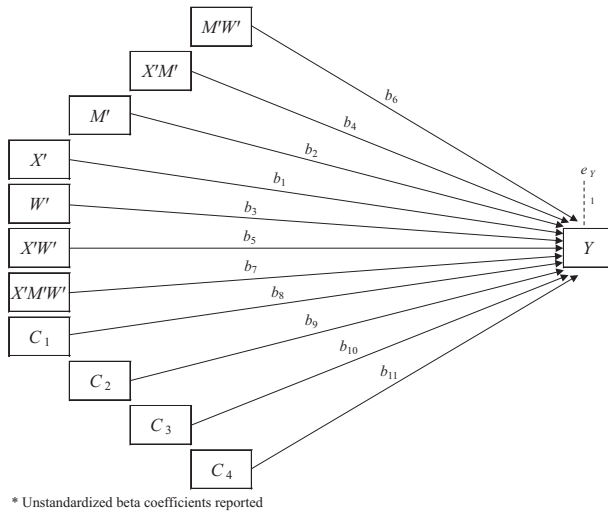 M′W′
X′M′
b₆
b₄
M′
b₂
X′
b₁
e_Y
W′
b₃
1
X′W′
b₅
Y
X′M′W′
b₇
b₈
C₁
b₉
C₂
b₁₀
b₁₁
C₃
C₄
* Unstandardized beta coefficients reported